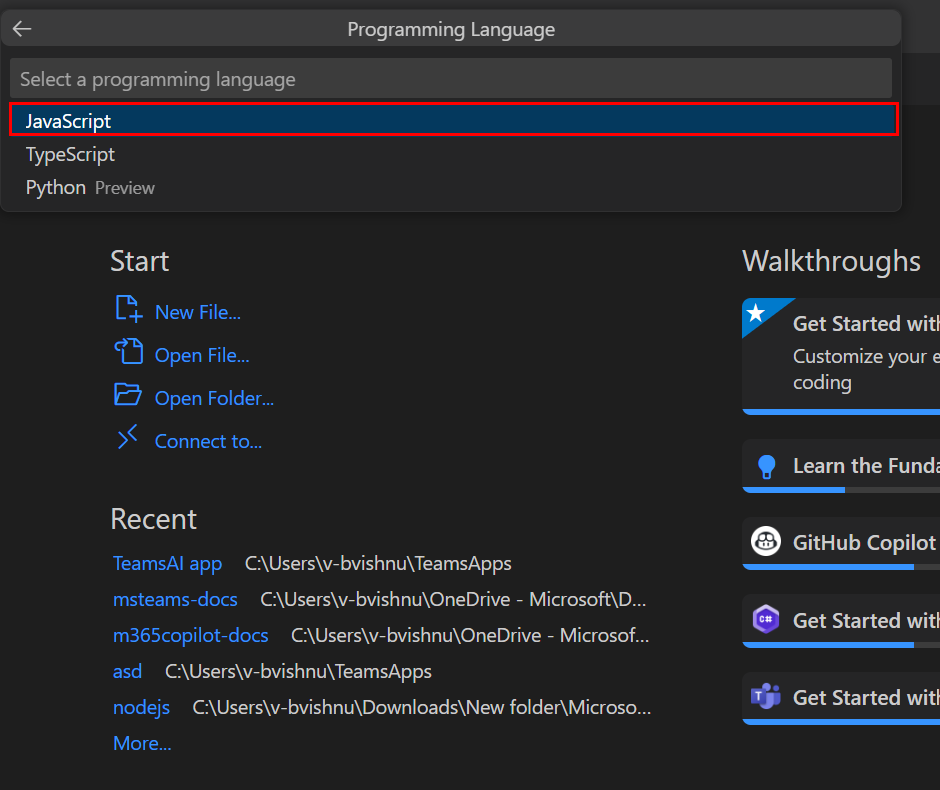 Programming Language
Select a programming language
JavaScript
TypeScript
Python Preview
Start
New File...
Open File...
Open Folder...
Connect to...
Recent
TeamsAI app C:\Users\v-bvishnu\TeamsApps
msteams-docs C:\Users\v-bvishnu\OneDrive - Microsoft\D...
m365copilot-docs C:\Users\v-bvishnu\OneDrive - Microsof...
asd C:\Users\v-bvishnu\TeamsApps
nodejs C:\Users\v-bvishnu\Downloads\New folder\Microso...
More...
Walkthroughs
Get Started with
Customize your e
coding
Learn the Funda
GitHub Copilot
C#
Get Started with
T
Get Started with